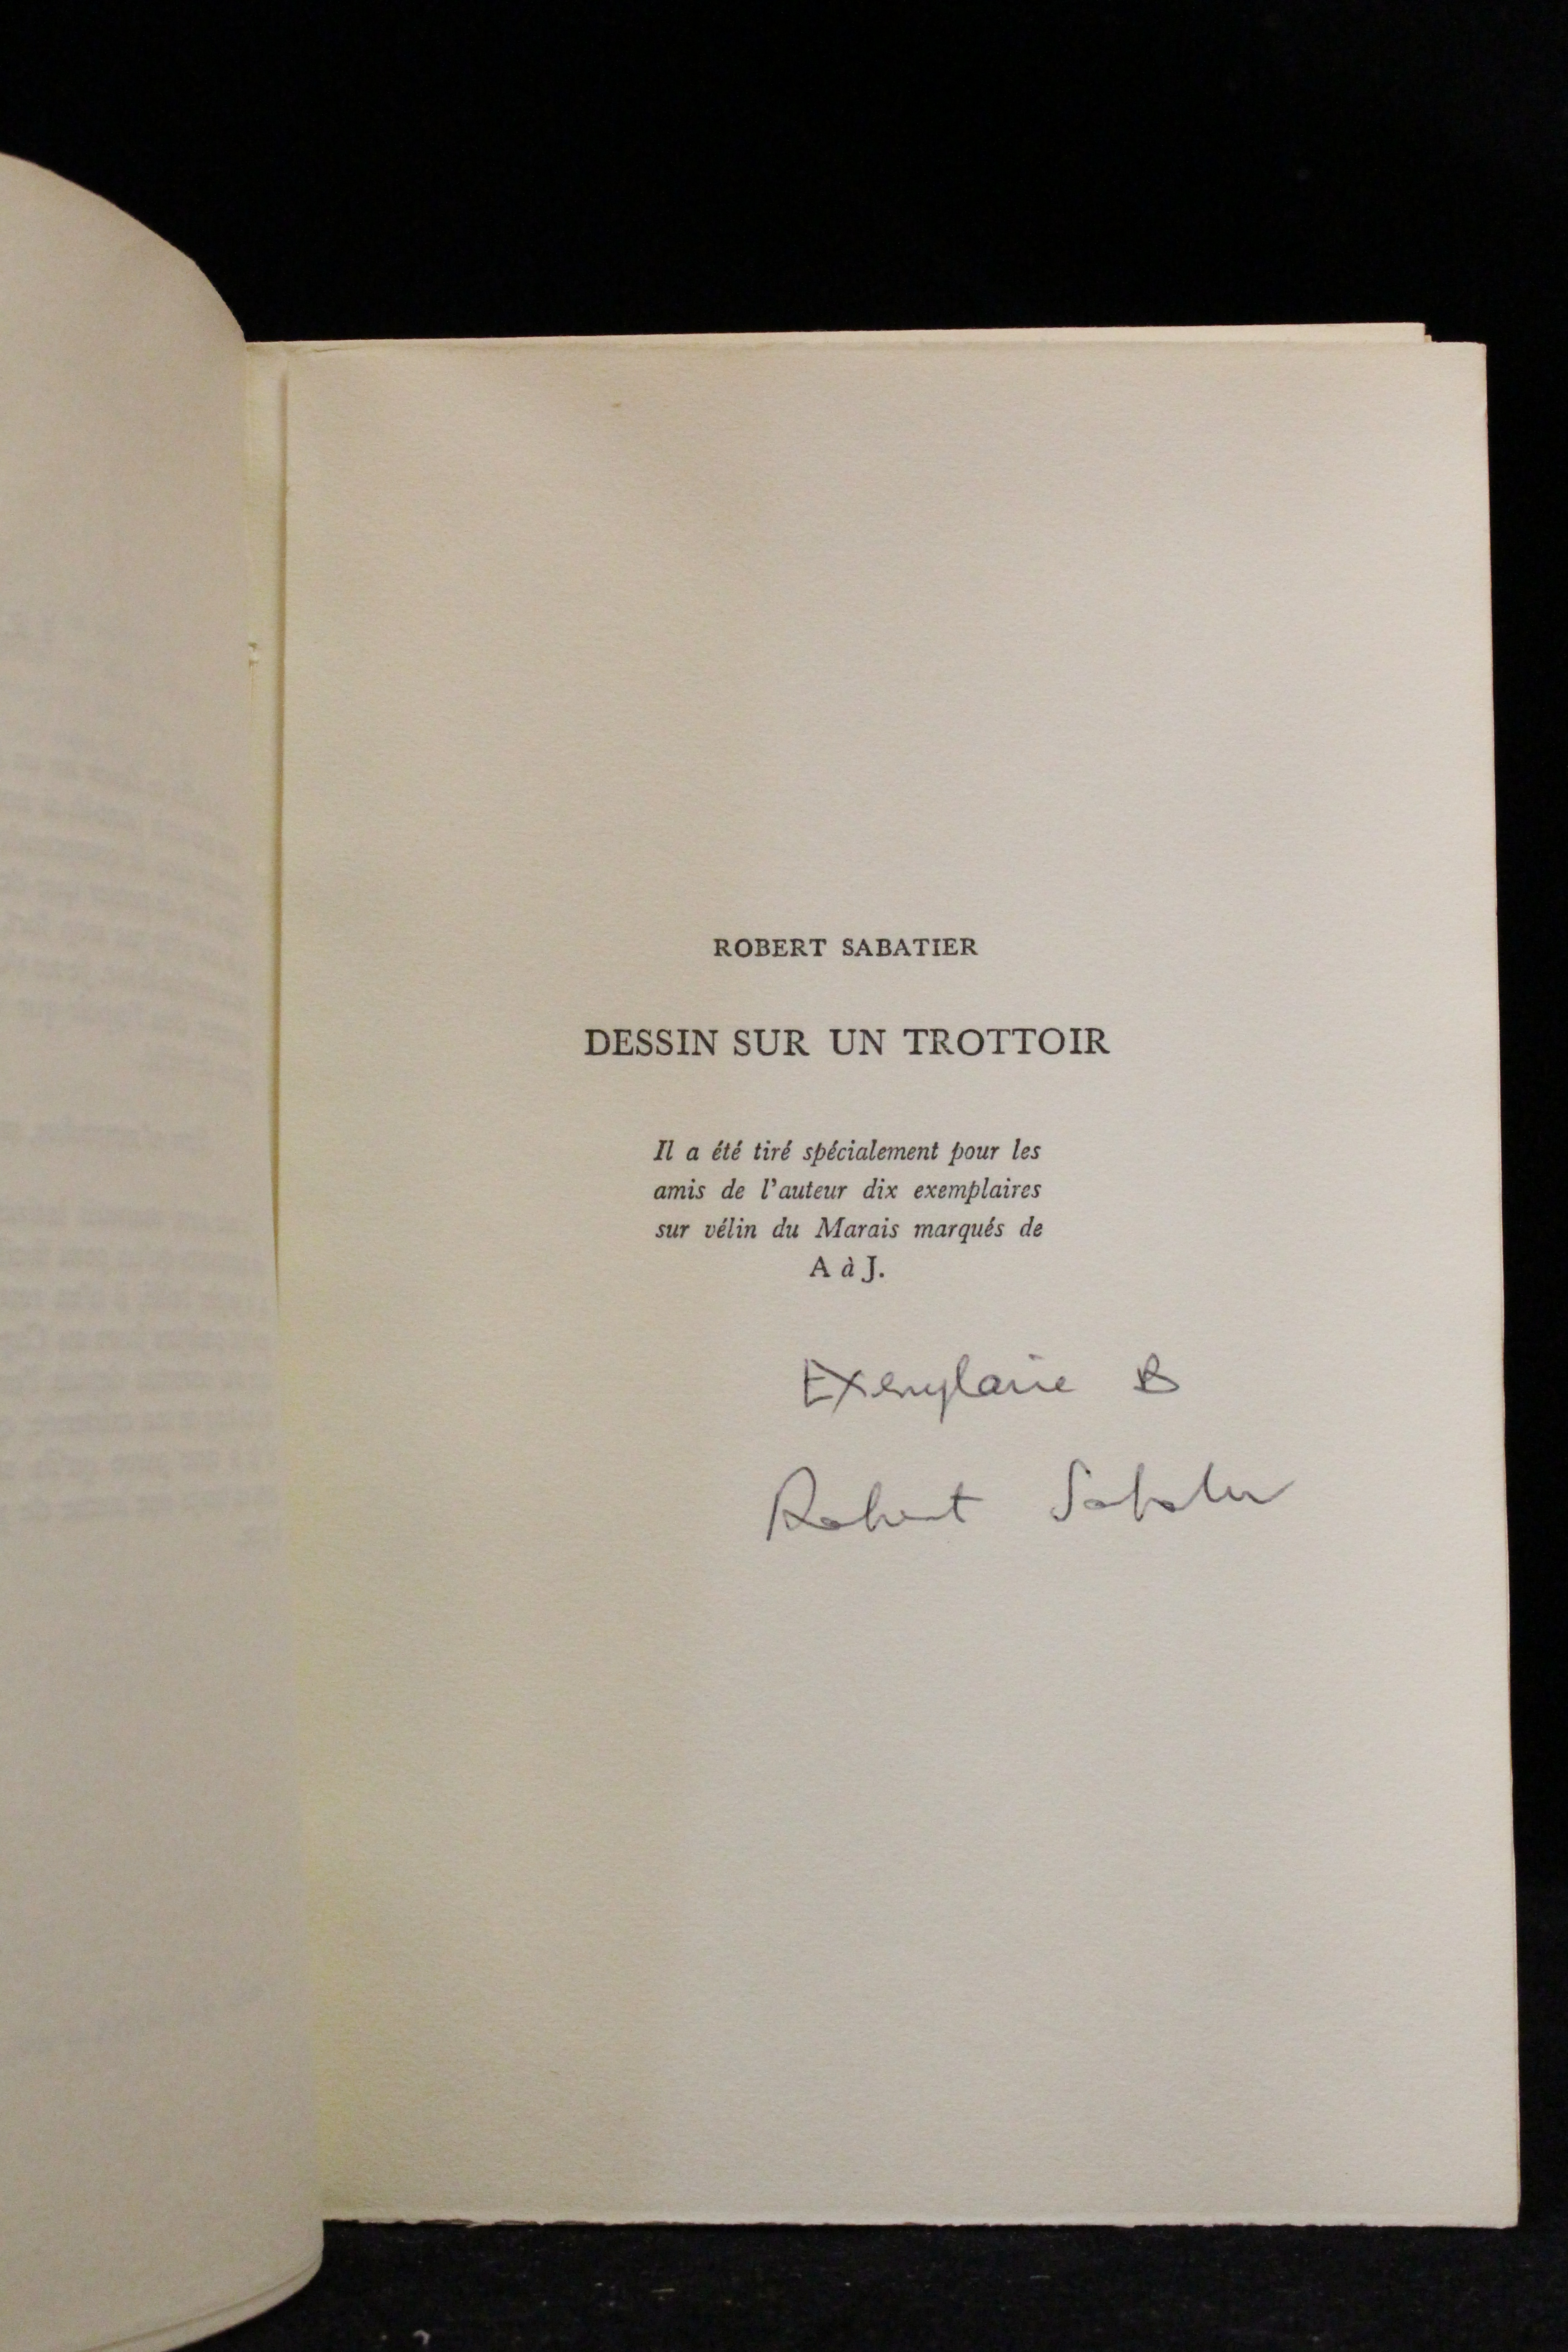 ROBERT SABATIER
DESSIN SUR UN TROTTOIR
Il a été tiré spécialement pour les
amis de l'auteur dix exemplaires
sur vélin du Marais marqués de
A à J.
Exemplaire B
Robert Sabatier